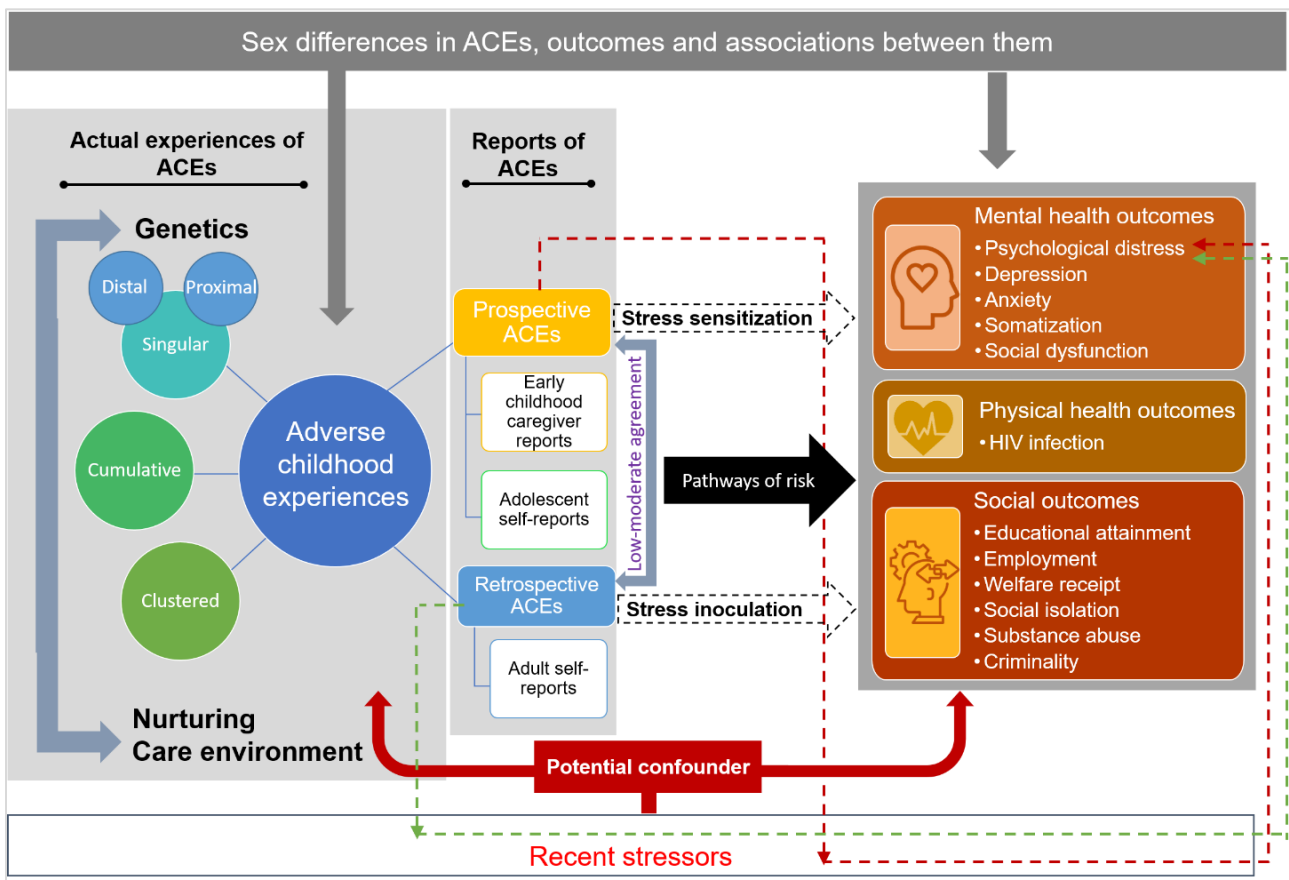 Sex differences in ACEs, outcomes and associations between them
Actual experiences of
ACEs
Reports of
ACEs
Genetics
Distal
Proximal
Singular
Cumulative
Clustered
Adverse
childhood
experiences
Nurturing
Care environment
Prospective
ACEs
Early
childhood
caregiver
reports
Adolescent
self-reports
Retrospective
ACEs
Adult self-
reports
Low-moderate agreement
Stress sensitization
Pathways of risk
Stress inoculation
Mental health outcomes
• Psychological distress
• Depression
• Anxiety
• Somatization
• Social dysfunction
Physical health outcomes
• HIV infection
Social outcomes
• Educational attainment
• Employment
• Welfare receipt
• Social isolation
• Substance abuse
• Criminality
Potential confounder
Recent stressors